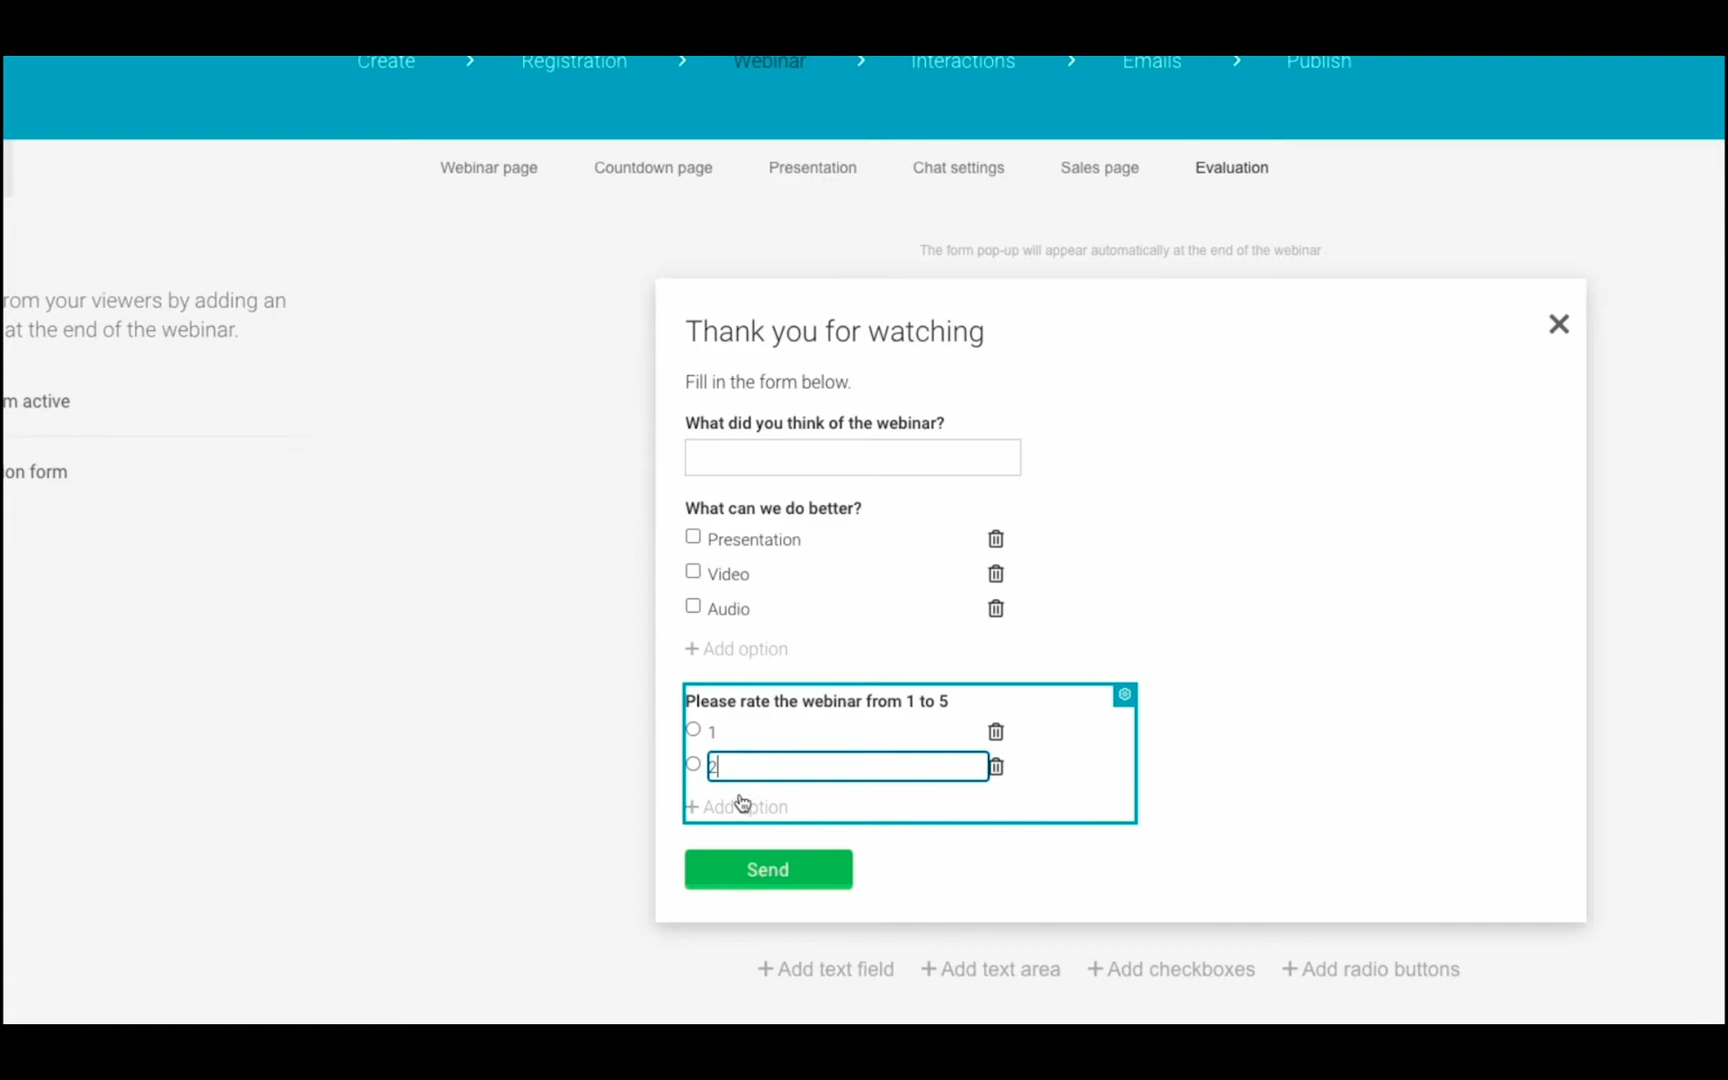 Create
Registration
Webinar
Interactions
Emails
Publish
Webinar page
Countdown page
Presentation
Chat settings
Sales page
Evaluation
The form pop-up will appear automatically at the end of the webinar
rom your viewers by adding an
at the end of the webinar.
m active
on form
Thank you for watching
Fill in the form below.
What did you think of the webinar?
What can we do better?
Presentation
Video
Audio
+ Add option
Please rate the webinar from 1 to 5
1
2
+ Add option
Send
+ Add text field
+ Add text area
+ Add checkboxes
+ Add radio buttons